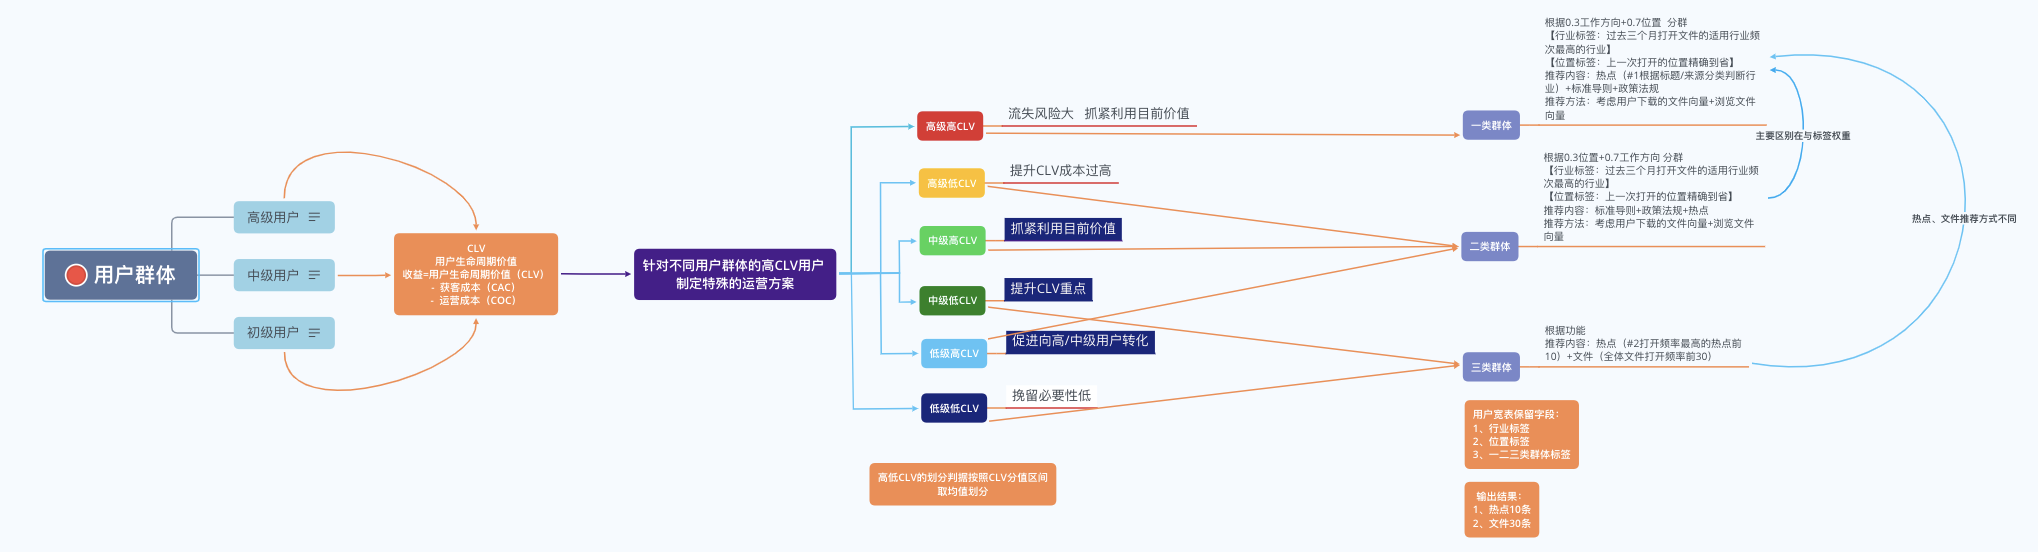 用户群体
高级用户
中级用户
初级用户
CLV
用户生命周期价值
收益=用户生命周期价值（CLV）
- 获客成本（CAC）
- 运营成本（COC）
针对不同用户群体的高CLV用户
制定特殊的运营方案
高级高CLV
流失风险大 抓紧利用目前价值
高级低CLV
提升CLV成本过高
中级高CLV
抓紧利用目前价值
中级低CLV
提升CLV重点
低级高CLV
促进向高/中级用户转化
低级低CLV
挽留必要性低
高低CLV的划分判据按照CLV分值区间
取均值划分
一类群体
根据0.3工作方向+0.7位置 分群
【行业标签：过去三个月打开文件的适用行业频
次最高的行业】
【位置标签：上一次打开的位置精确到省】
推荐内容：热点（#1根据标题/来源分类判断行
业）+标准导则+政策法规
推荐方法：考虑用户下载的文件向量+浏览文件
向量
主要区别在与标签权重
二类群体
根据0.3位置+0.7工作方向 分群
【行业标签：过去三个月打开文件的适用行业频
次最高的行业】
【位置标签：上一次打开的位置精确到省】
推荐内容：标准导则+政策法规+热点
推荐方法：考虑用户下载的文件向量+浏览文件
向量
热点、文件推荐方式不同
三类群体
根据功能
推荐内容：热点（#2打开频率最高的热点前
10）+文件（全体文件打开频率前30）
用户宽表保留字段：
1、行业标签
2、位置标签
3、一二三类群体标签
输出结果：
1、热点10条
2、文件30条